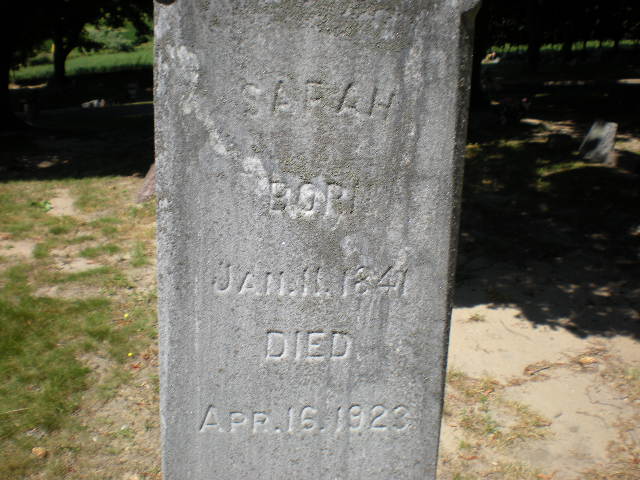 SARAH
BORN
JAN. 11. 1841
DIED
APR. 16. 1923